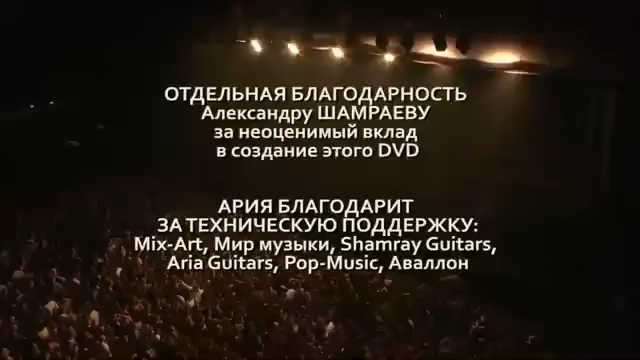 ОТДЕЛЬНАЯ БЛАГОДАРНОСТЬ
Александру ШАМРАЕВУ
за неоценимый вклад
в создание этого DVD
АРИЯ БЛАГОДАРИТ
ЗА ТЕХНИЧЕСКУЮ ПОДДЕРЖКУ:
Mix-Art, Мир музыки, Shamray Guitars,
Aria Guitars, Pop-Music, Аваллон